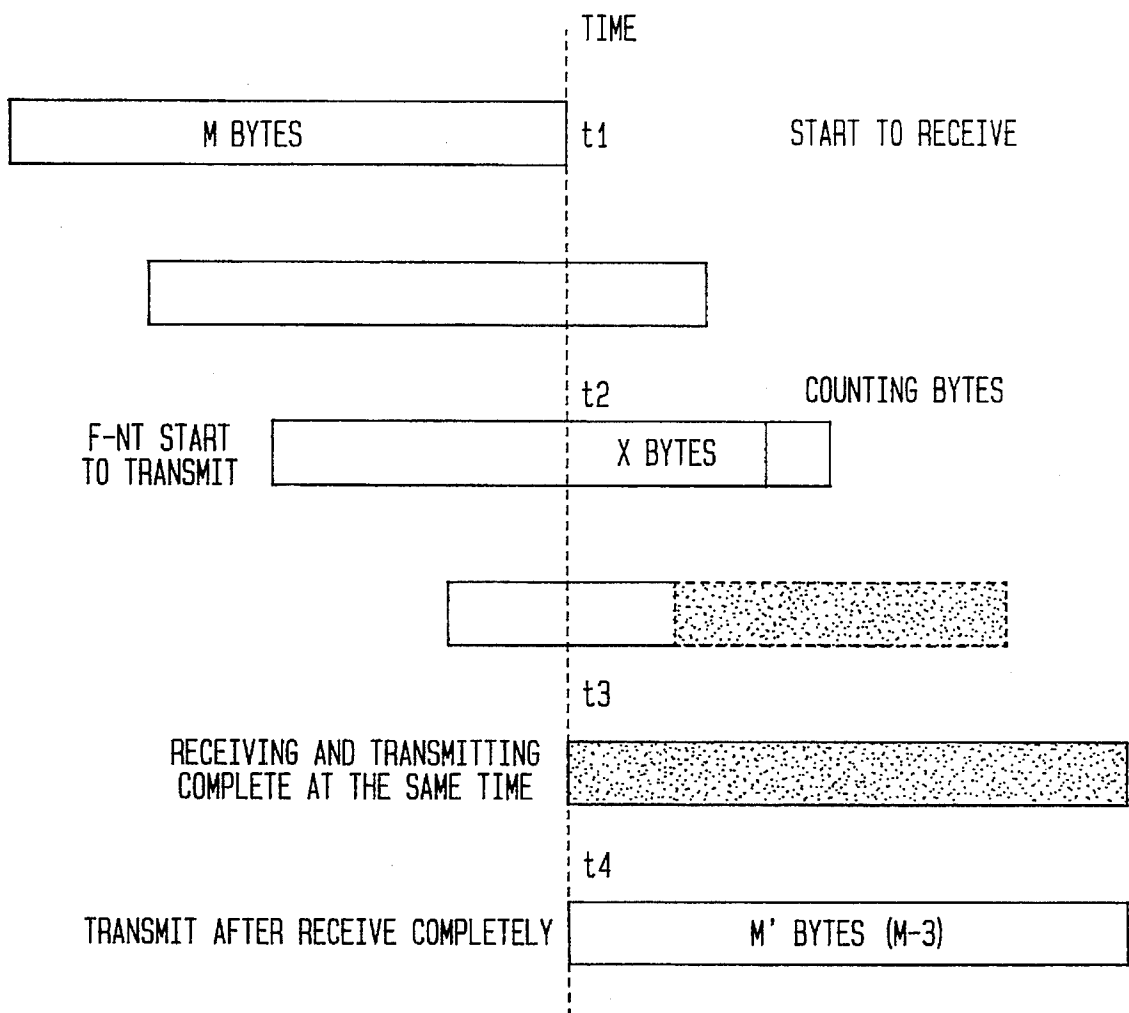 TIME
M BYTES
t1
START TO RECEIVE
t2
COUNTING BYTES
F-NT START
TO TRANSMIT
X BYTES
t3
RECEIVING AND TRANSMITTING
COMPLETE AT THE SAME TIME
t4
TRANSMIT AFTER RECEIVE COMPLETELY
M' BYTES (M-3)